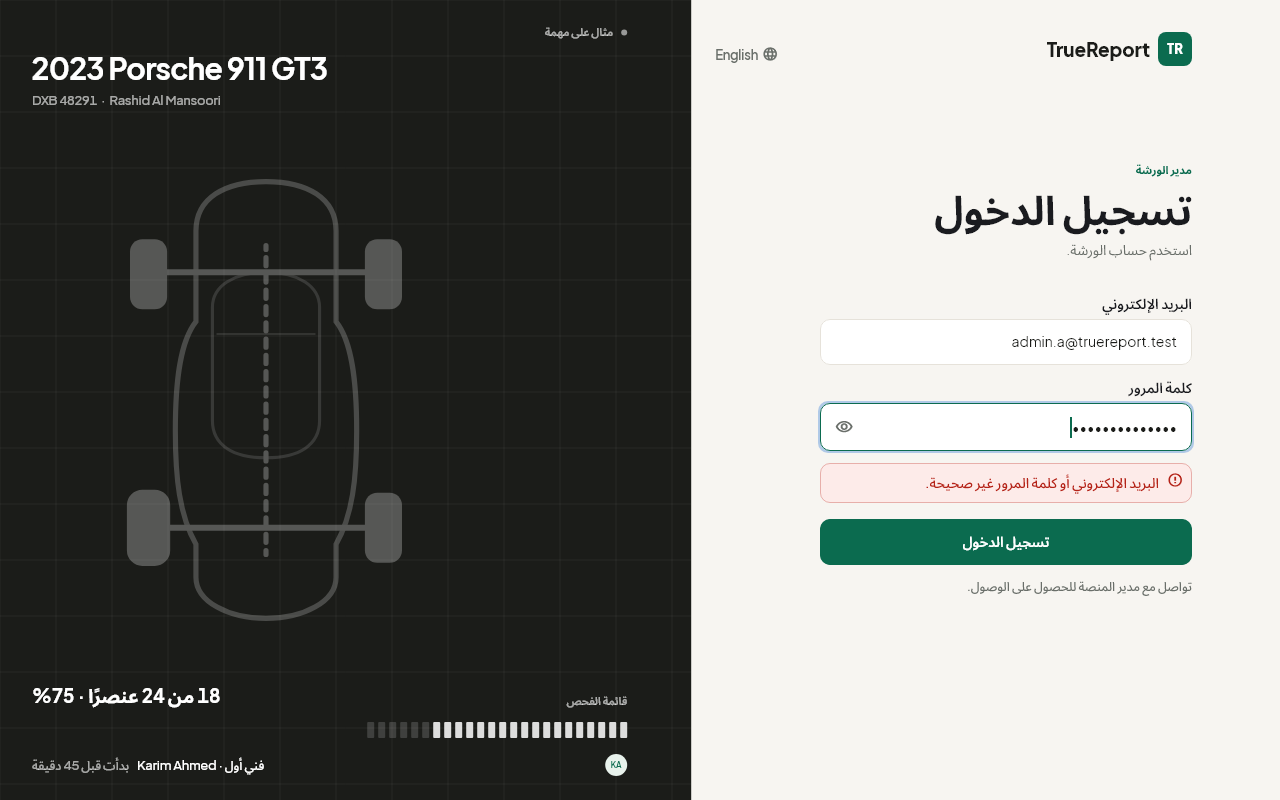 TrueReport TR
English
مدير الورشة
تسجيل الدخول
استخدم حساب الورشة.
البريد الإلكتروني
admin.a@truereport.test
كلمة المرور
••••••••••••••
البريد الإلكتروني أو كلمة المرور غير صحيحة.
تسجيل الدخول
تواصل مع مدير المنصة للحصول على الوصول.
مثال على مهمة
2023 Porsche 911 GT3
DXB 48291 · Rashid Al Mansoori
قائمة الفحص
18 من 24 عنصرًا · 75%
KA
فني أول · Karim Ahmed
بدأت قبل 45 دقيقة